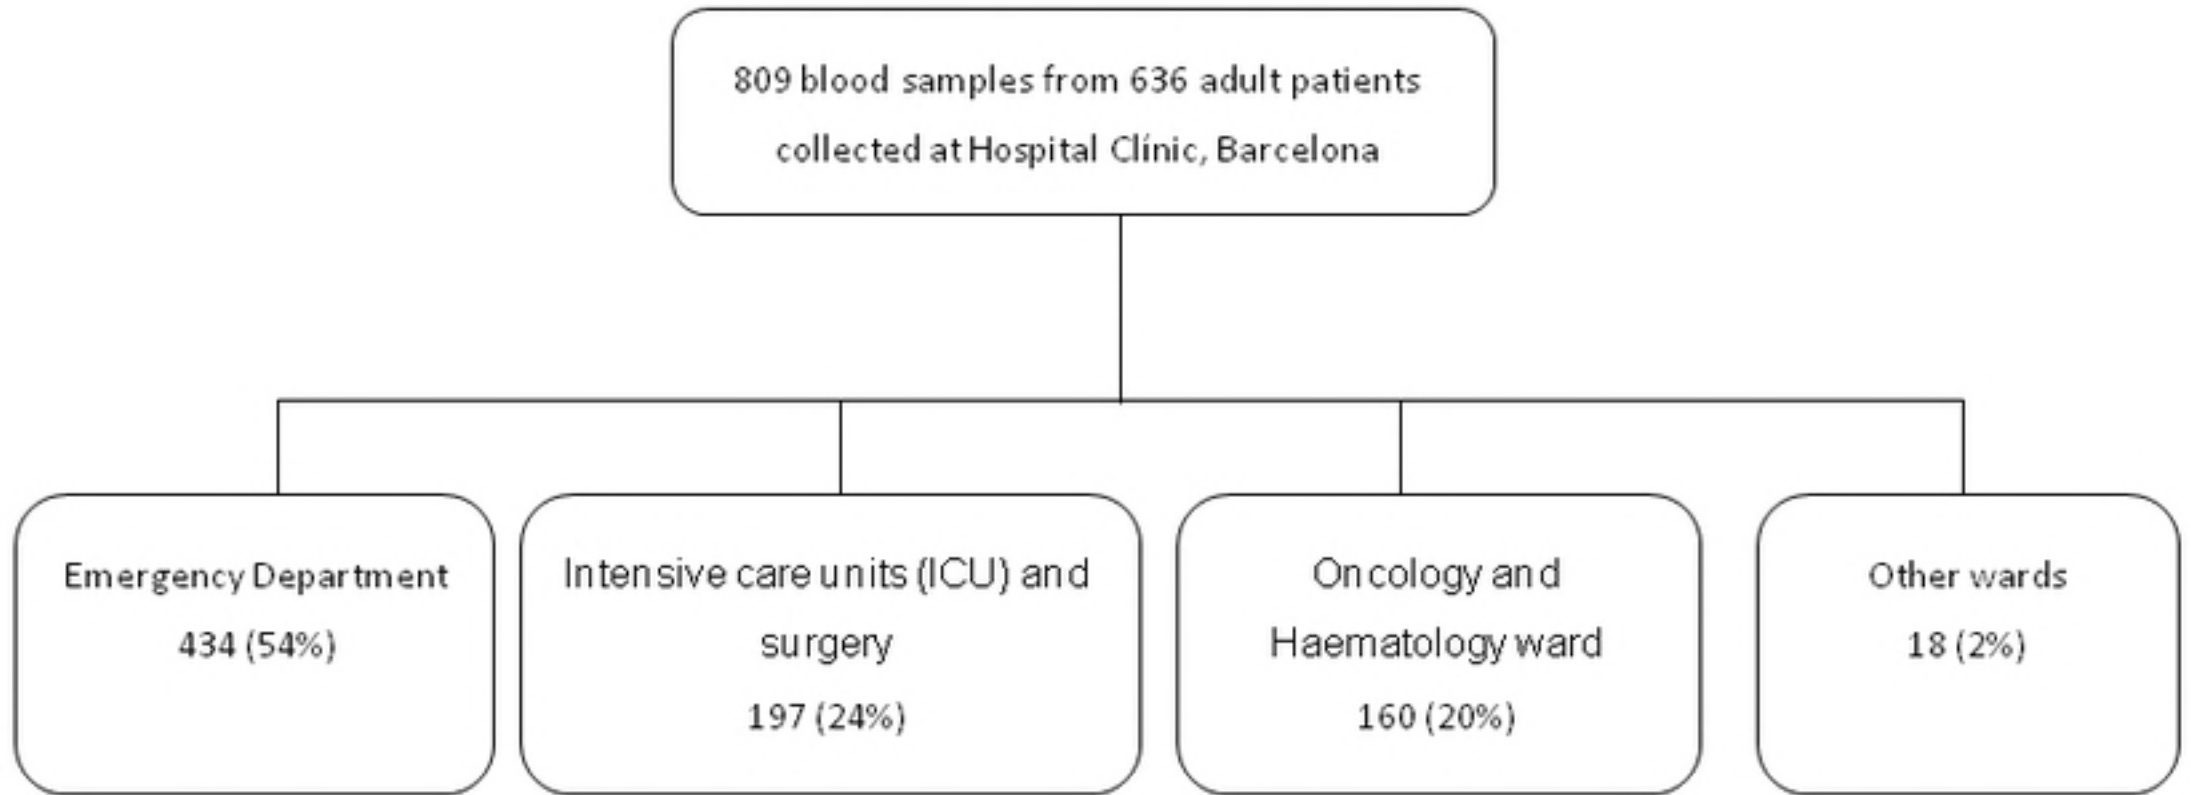 809 blood samples from 636 adult patients
collected at Hospital Clínic, Barcelona
Emergency Department
434 (54%)
Intensive care units (ICU) and
surgery
197 (24%)
Oncology and
Haematology ward
160 (20%)
Other wards
18 (2%)